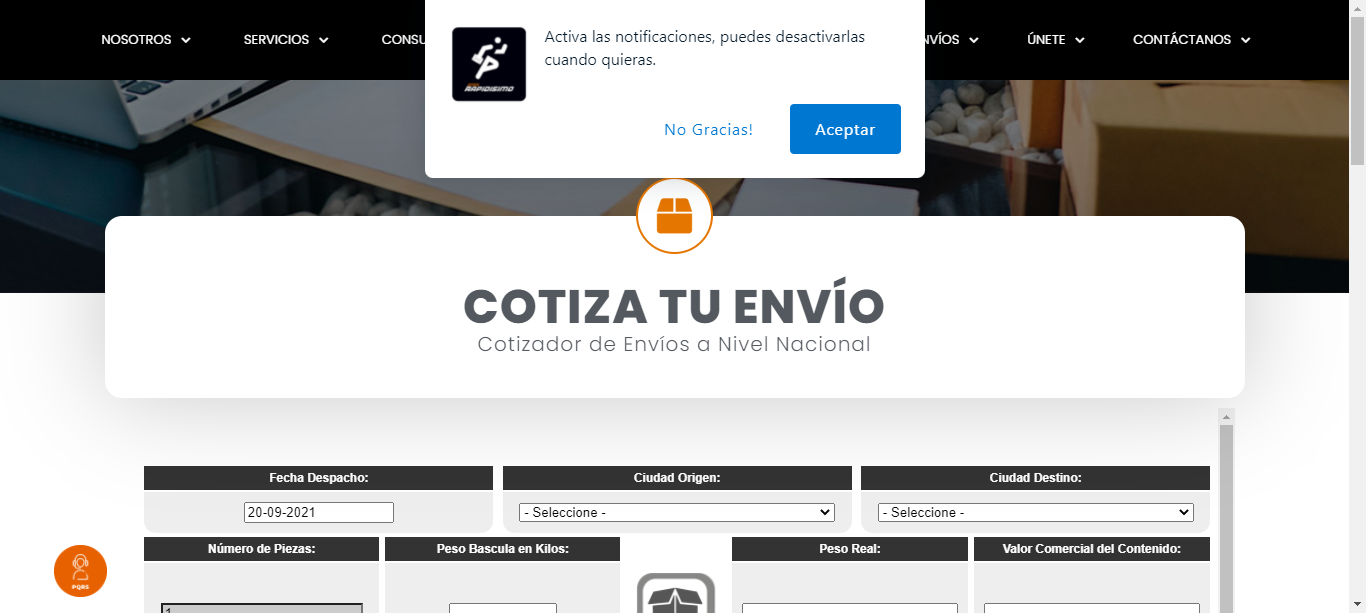 NOSOTROS
SERVICIOS
CONSU
NVÍOS
ÚNETE
CONTÁCTANOS
Activa las notificaciones, puedes desactivarlas
cuando quieras.
RAPIDISIMO
No Gracias!
Aceptar
COTIZA TU ENVÍO
Cotizador de Envíos a Nivel Nacional
Fecha Despacho:
Ciudad Origen:
Ciudad Destino:
20-09-2021
- Seleccione -
- Seleccione -
Número de Piezas:
Peso Bascula en Kilos:
Peso Real:
Valor Comercial del Contenido:
PQRS
1